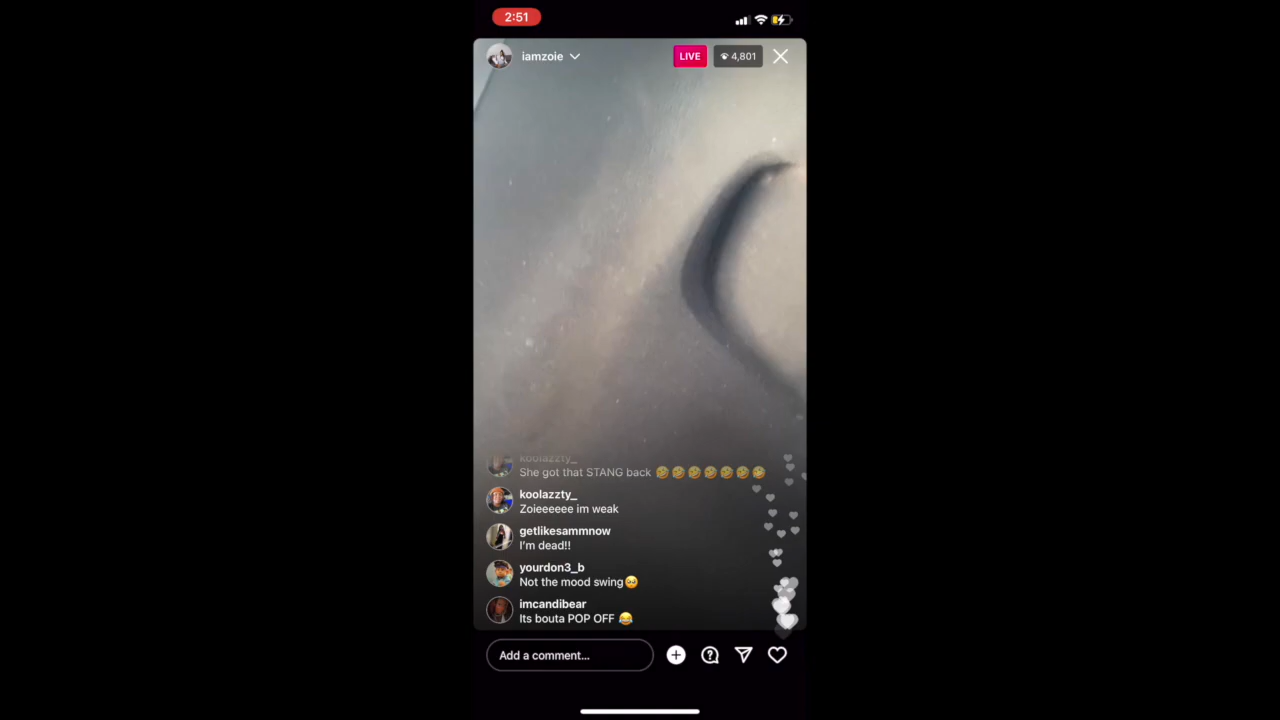 2:51
iamzoie
LIVE
4,801
koolazzty_
She got that STANG back 🤣🤣🤣🤣🤣🤣🤣
koolazzty_
Zoieeeeee im weak
getlikesammnow
I'm dead!!
yourdon3_b
Not the mood swing🥺
imcandibear
Its bouta POP OFF 😂
Add a comment...